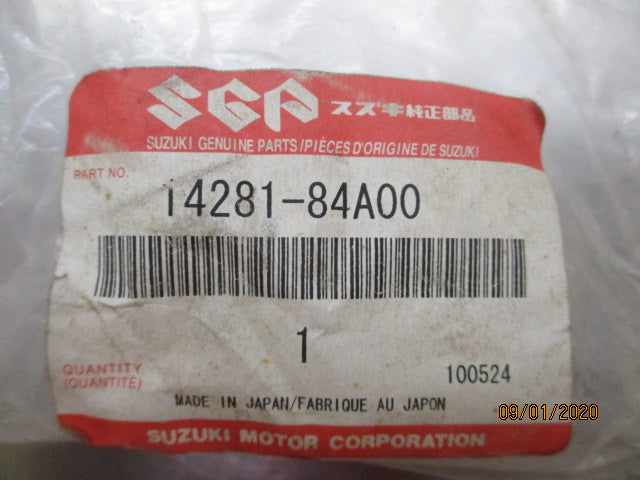 SGP スズキ純正部品
SUZUKI GENUINE PARTS/PIÈCES D'ORIGINE DE SUZUKI
PART NO.
14281-84A00
1
QUANTITY
(QUANTITÉ)
100524
MADE IN JAPAN/FABRIQUE AU JAPON
09/01/2020
SUZUKI MOTOR CORPORATION